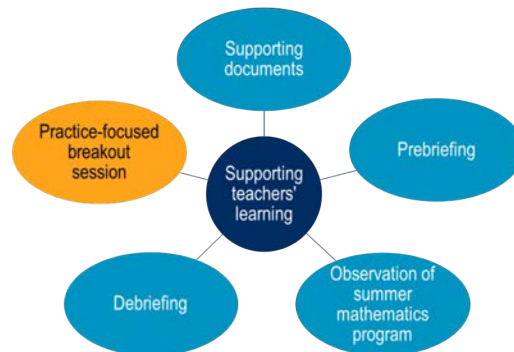 Supporting
documents
Practice-focused
breakout
session
Prebriefing
Supporting
teachers'
learning
Debriefing
Observation of
summer
mathematics
program